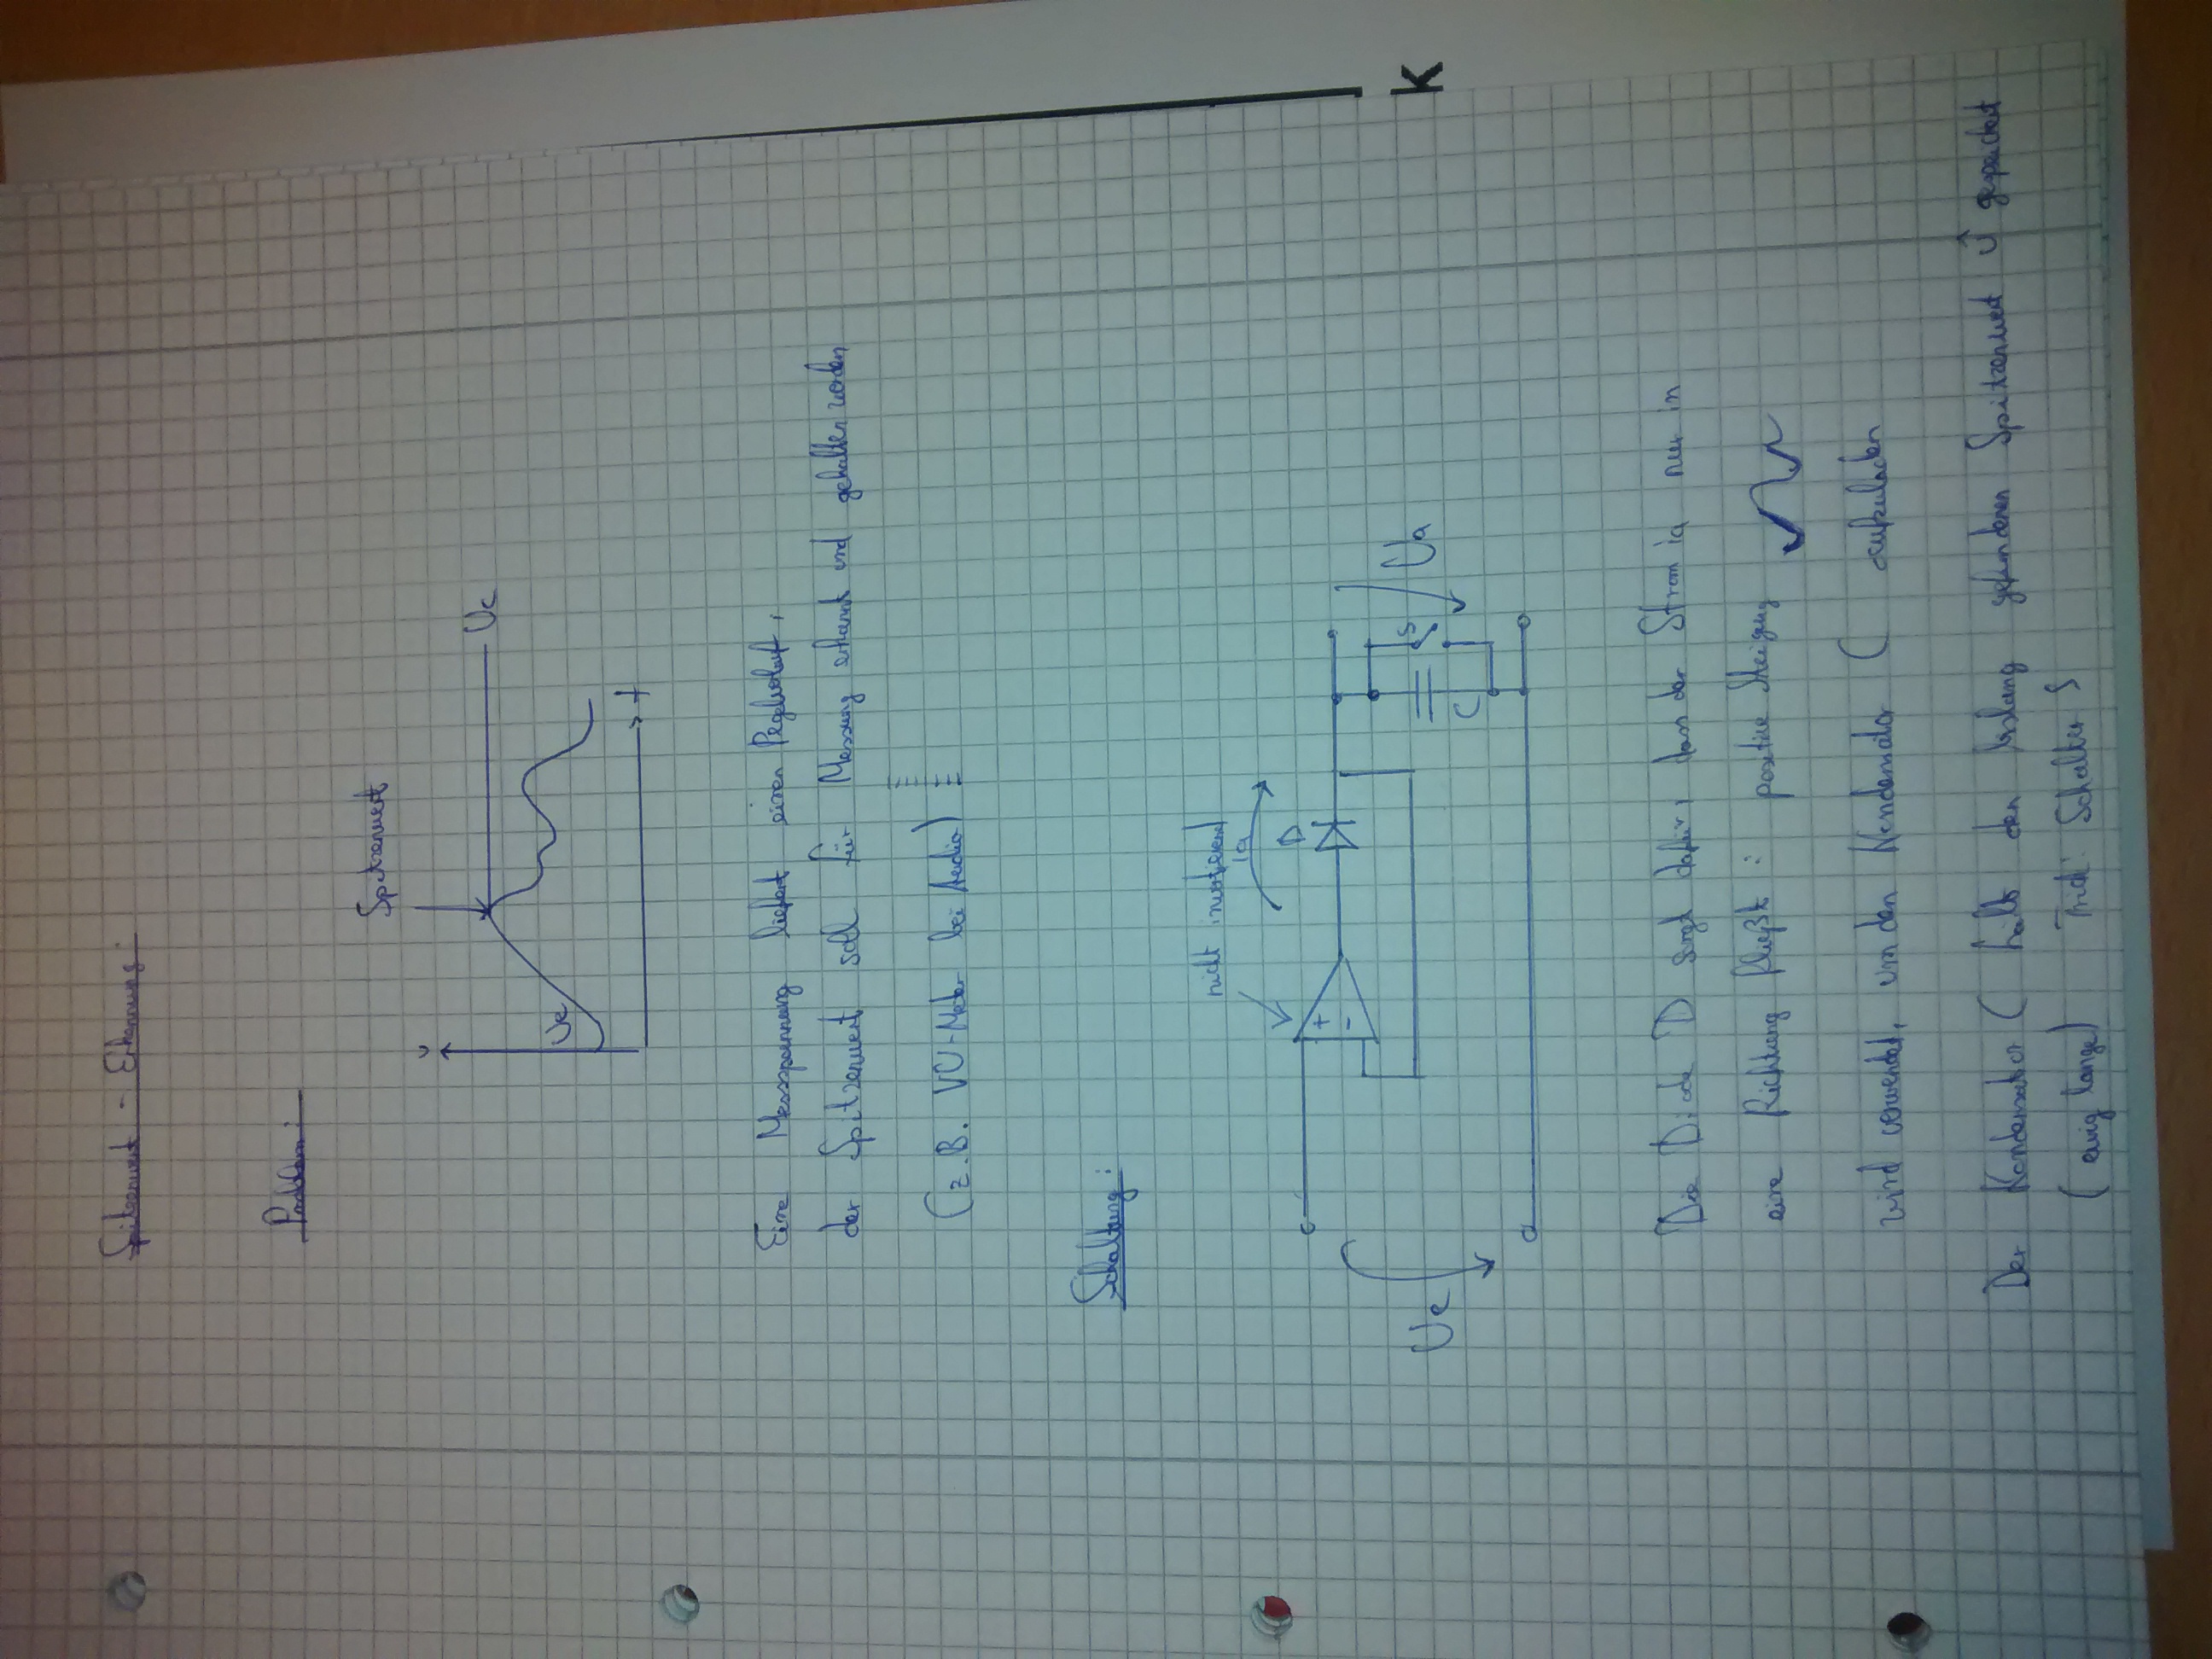 Spitzenwert - Erkennung:
Problem:
Spitzenwert
U
Ue
Uc
t
Eine Messspannung liefert einen Pegelverlauf,
der Spitzenwert soll für Messung erkannt und gehalten werden
(z.B. VU-Meter bei Audio)
Schaltung:
nicht invertierend
ia
D
+
-
S
C
Ue
Ua
Die Diode D sorgt dafür, dass der Strom ia nur in
eine Richtung fließt : positive Steigung
wird verwendet, um den Kondensator C aufzuladen
Der Kondensator C hält den bislang gefundenen Spitzenwert Û gespeichert
(ewig lange) Trick: Schalter S
K